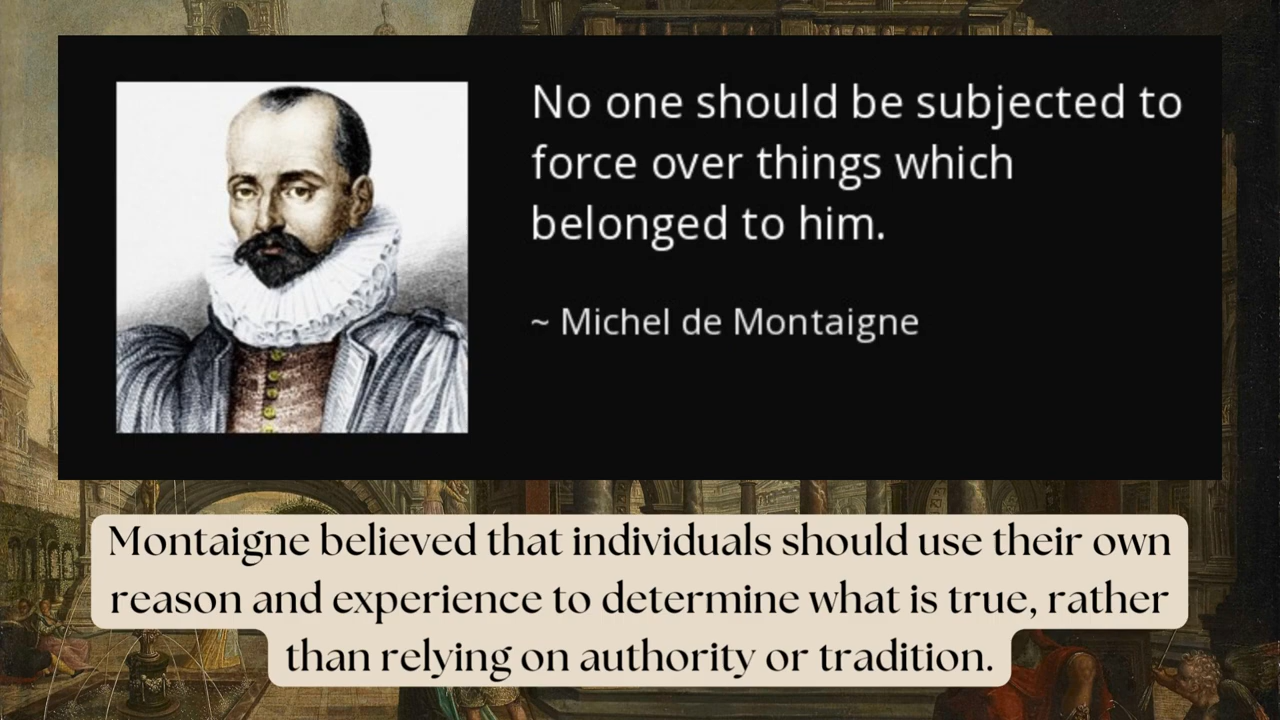 No one should be subjected to
force over things which
belonged to him.
~ Michel de Montaigne
Montaigne believed that individuals should use their own
reason and experience to determine what is true, rather
than relying on authority or tradition.